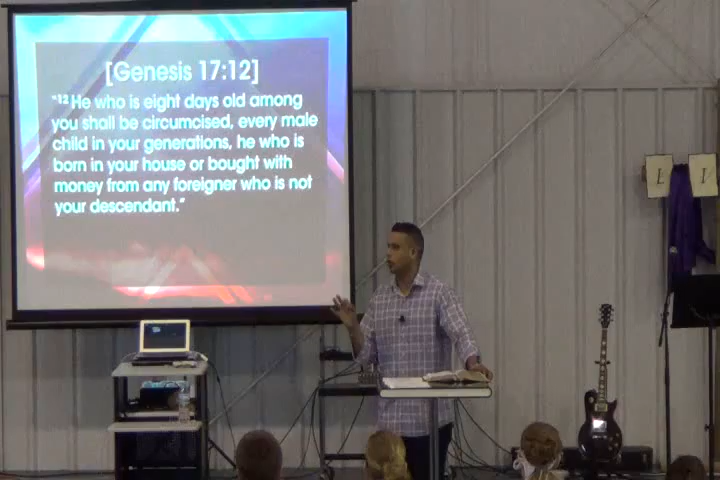 [Genesis 17:12]
"12 He who is eight days old among
you shall be circumcised, every male
child in your generations, he who is
born in your house or bought with
money from any foreigner who is not
your descendant."
L I V